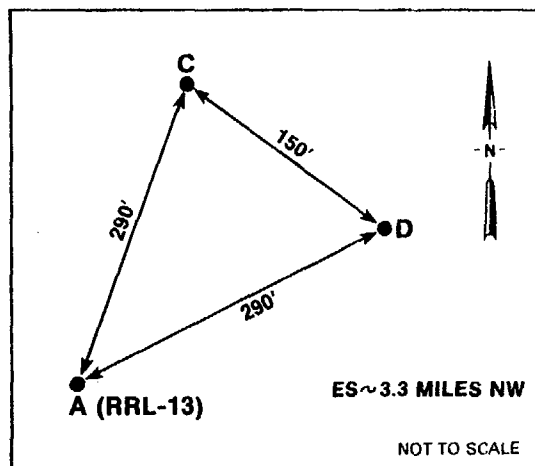 C
150'
-N-
290'
D
290'
A (RRL-13)
ES~3.3 MILES NW
NOT TO SCALE